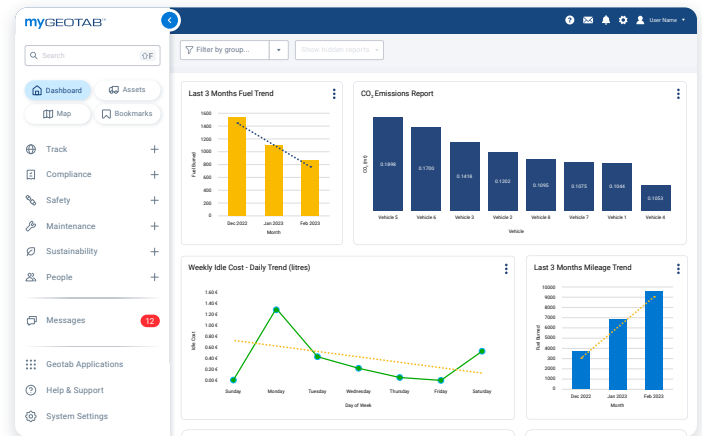 MYGEOTAB™
User Name
Search
F
Filter by group...
Show hidden reports
Dashboard
Assets
Map
Bookmarks
Track
Compliance
Safety
Maintenance
Sustainability
People
Messages
12
Geotab Applications
Help & Support
System Settings
Last 3 Months Fuel Trend
1600
1400
1200
1000
800
600
400
200
0
Fuel Burned
Dec 2022 Jan 2023 Feb 2023
Month
CO₂ Emissions Report
CO₂ (mt)
0.1898 0.1700 0.1418 0.1202 0.1095 0.1075 0.1044 0.1053
Vehicle 5 Vehicle 6 Vehicle 3 Vehicle 2 Vehicle 8 Vehicle 7 Vehicle 1 Vehicle 4
Vehicle
Weekly Idle Cost - Daily Trend (litres)
1.60 €
1.40 €
1.20 €
1.00 €
0.80 €
0.60 €
0.40 €
0.20 €
0.00 €
Idle Cost
Sunday Monday Tuesday Wednesday Thursday Friday Saturday
Day of Week
Last 3 Months Mileage Trend
10000
9000
8000
7000
6000
5000
4000
3000
2000
1000
0
Fuel Burned
Dec 2022 Jan 2023 Feb 2023
Month